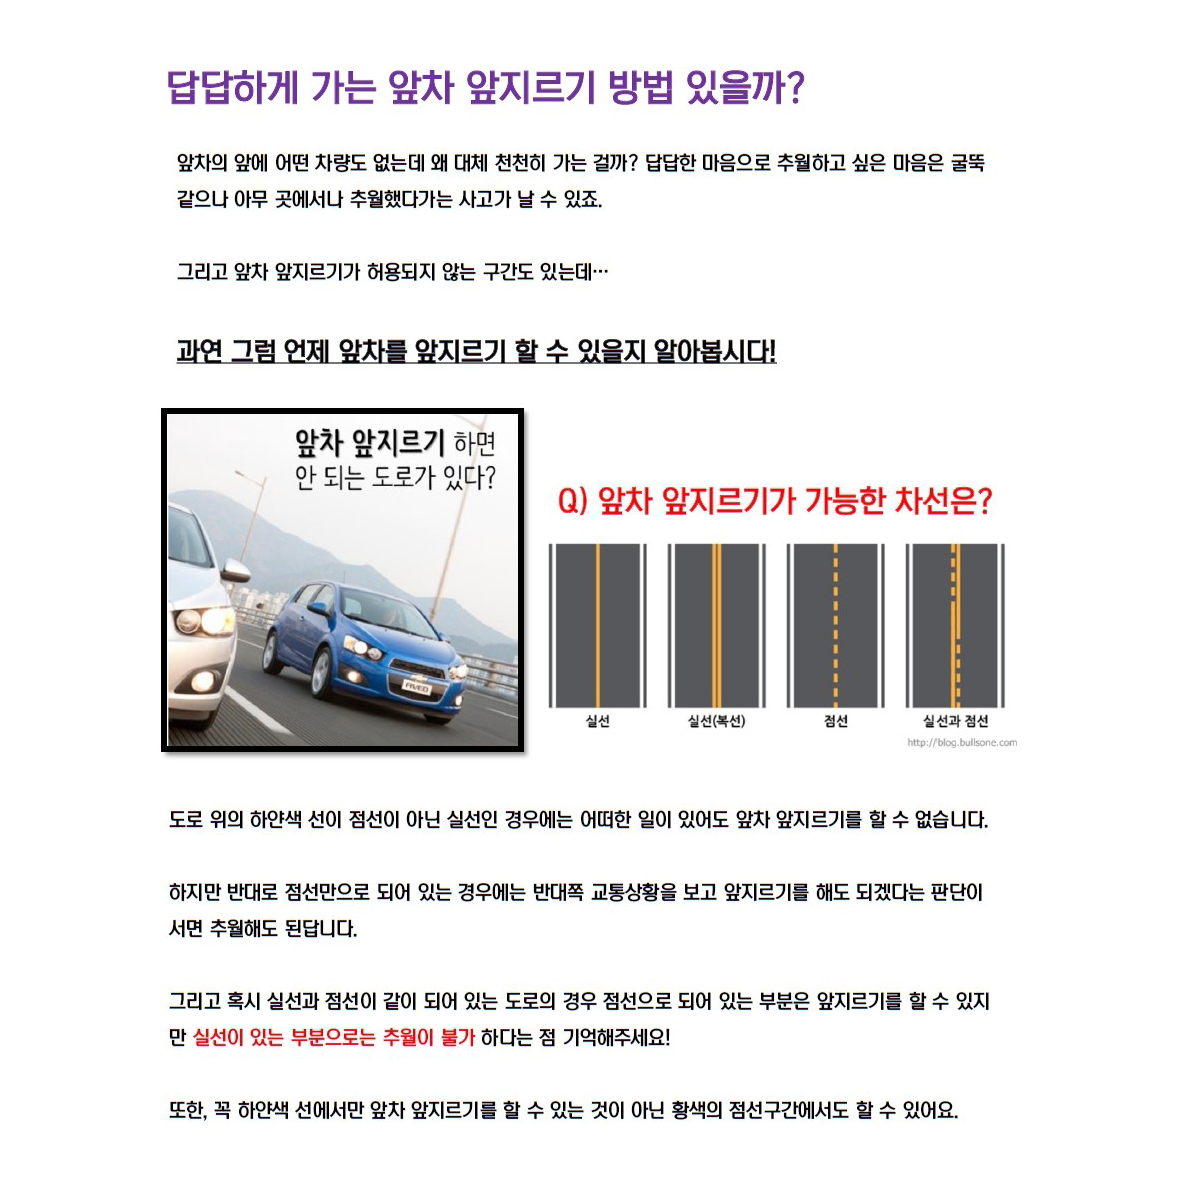 답답하게 가는 앞차 앞지르기 방법 있을까?
앞차의 앞에 어떤 차량도 없는데 왜 대체 천천히 가는 걸까? 답답한 마음으로 추월하고 싶은 마음은 굴뚝
같으나 아무 곳에서나 추월했다가는 사고가 날 수 있죠.
그리고 앞차 앞지르기가 허용되지 않는 구간도 있는데…
과연 그럼 언제 앞차를 앞지르기 할 수 있을지 알아봅시다!
앞차 앞지르기 하면
안 되는 도로가 있다?
AVEO
Q) 앞차 앞지르기가 가능한 차선은?
실선
실선(복선)
점선
실선과 점선
http://blog.bullsone.com
도로 위의 하얀색 선이 점선이 아닌 실선인 경우에는 어떠한 일이 있어도 앞차 앞지르기를 할 수 없습니다.
하지만 반대로 점선만으로 되어 있는 경우에는 반대쪽 교통상황을 보고 앞지르기를 해도 되겠다는 판단이
서면 추월해도 된답니다.
그리고 혹시 실선과 점선이 같이 되어 있는 도로의 경우 점선으로 되어 있는 부분은 앞지르기를 할 수 있지
만 실선이 있는 부분으로는 추월이 불가 하다는 점 기억해주세요!
또한, 꼭 하얀색 선에서만 앞차 앞지르기를 할 수 있는 것이 아닌 황색의 점선구간에서도 할 수 있어요.